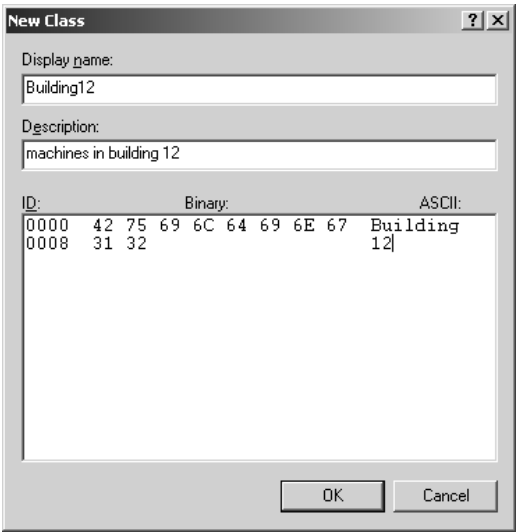 New Class
Display name:
Building12
Description:
machines in building 12
ID: Binary: ASCII:
0000 42 75 69 6C 64 69 6E 67 Building
0008 31 32 12
OK Cancel